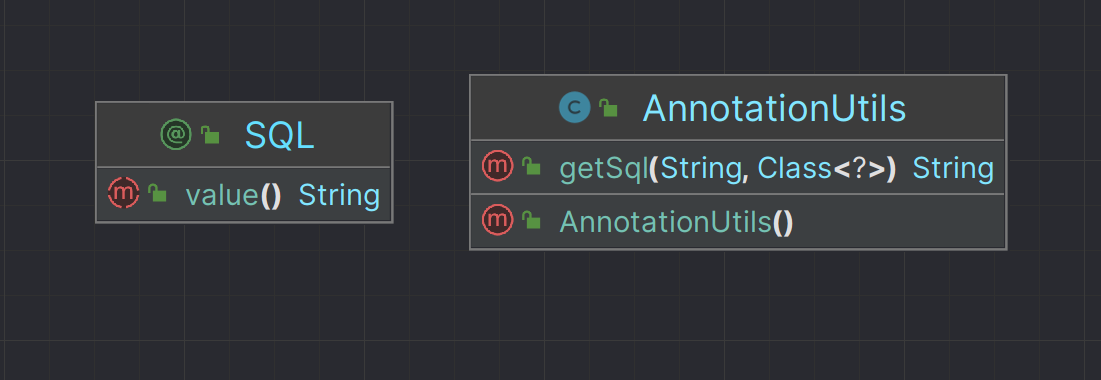 @ SQL
m value() String
C AnnotationUtils
m getSql(String, Class<?>) String
m AnnotationUtils()